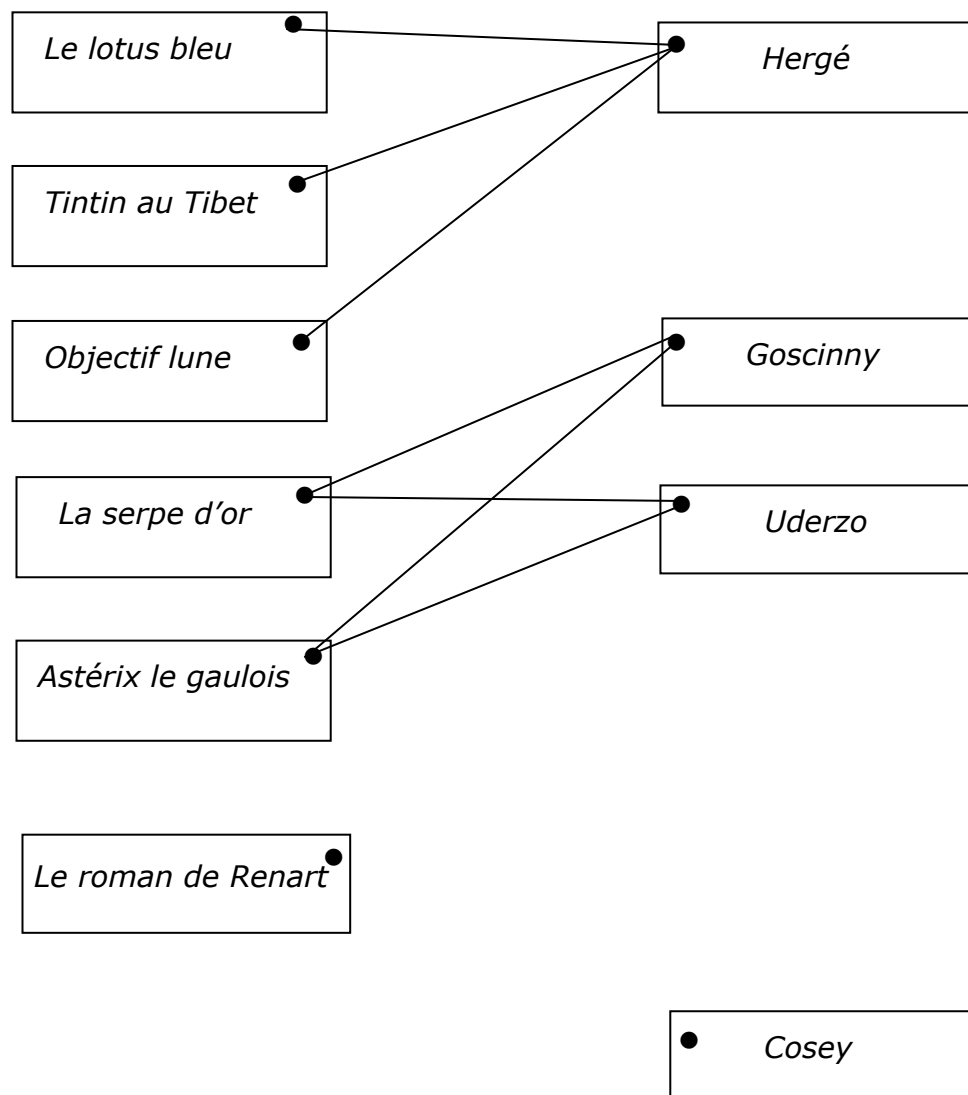 Le lotus bleu
Hergé
Tintin au Tibet
Objectif lune
Goscinny
La serpe d’or
Uderzo
Astérix le gaulois
Le roman de Renart
Cosey